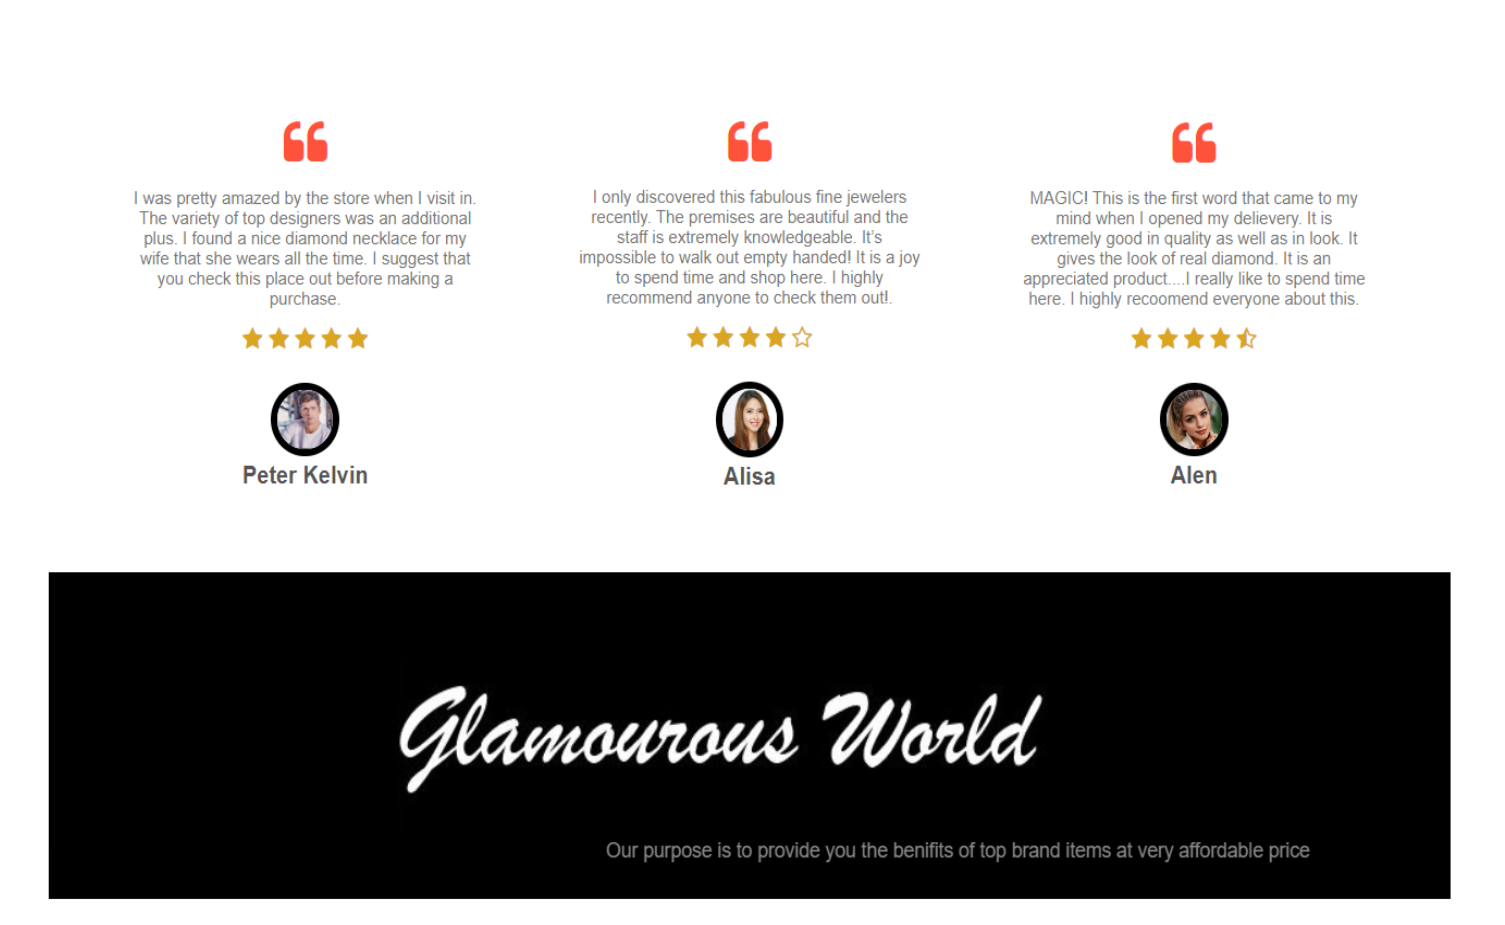 I was pretty amazed by the store when I visit in.
The variety of top designers was an additional
plus. I found a nice diamond necklace for my
wife that she wears all the time. I suggest that
you check this place out before making a
purchase.
Peter Kelvin
I only discovered this fabulous fine jewelers
recently. The premises are beautiful and the
staff is extremely knowledgeable. It's
impossible to walk out empty handed! It is a joy
to spend time and shop here. I highly
recommend anyone to check them out!.
Alisa
MAGIC! This is the first word that came to my
mind when I opened my delievery. It is
extremely good in quality as well as in look. It
gives the look of real diamond. It is an
appreciated product....I really like to spend time
here. I highly recoomend everyone about this.
Alen
Glamourous World
Our purpose is to provide you the benifits of top brand items at very affordable price